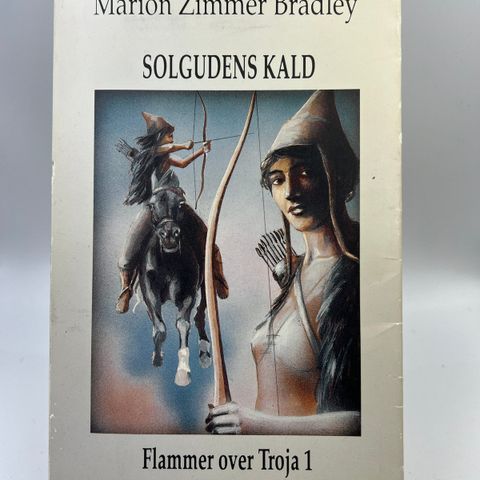 Marion Zimmer Bradley
SOLGUDENS KALD
Flammer over Troja 1